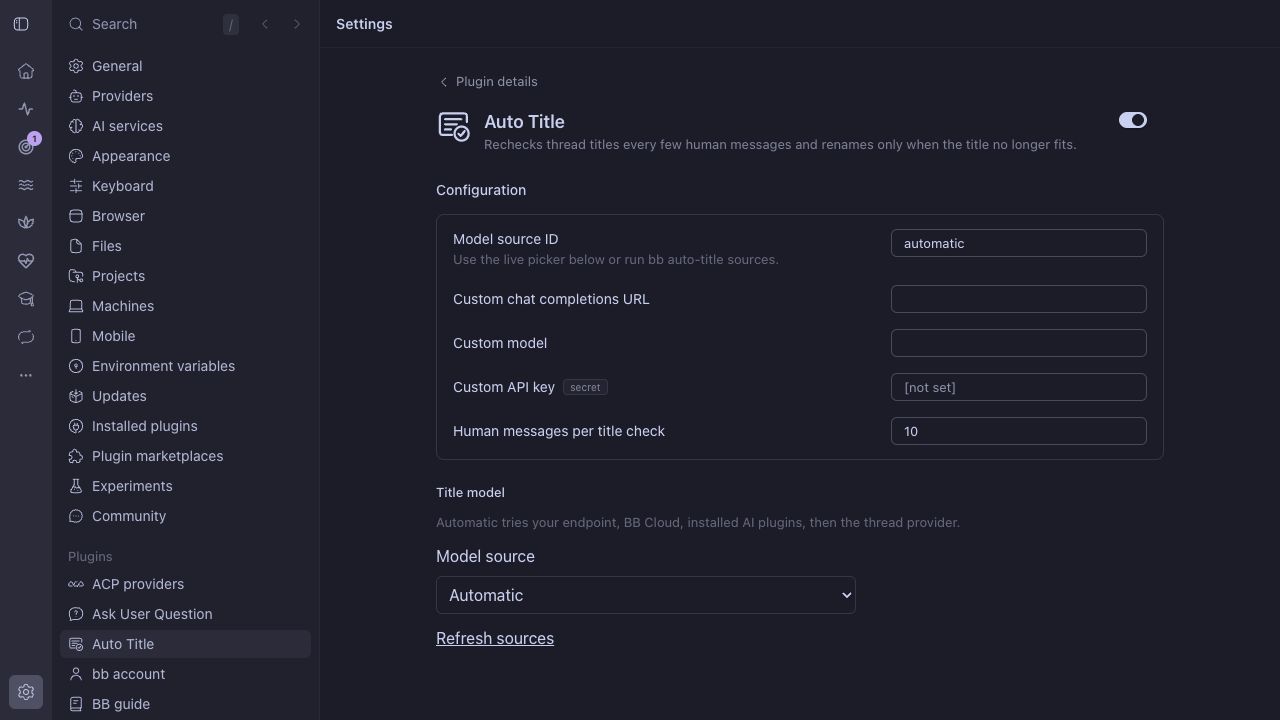 Search /
General
Providers
AI services
1
Appearance
Keyboard
Browser
Files
Projects
Machines
Mobile
Environment variables
Updates
Installed plugins
Plugin marketplaces
Experiments
Community
Plugins
ACP providers
Ask User Question
Auto Title
bb account
BB guide
Settings
Plugin details
Auto Title
Rechecks thread titles every few human messages and renames only when the title no longer fits.
Configuration
Model source ID
Use the live picker below or run bb auto-title sources.
automatic
Custom chat completions URL
Custom model
Custom API key secret
[not set]
Human messages per title check
10
Title model
Automatic tries your endpoint, BB Cloud, installed AI plugins, then the thread provider.
Model source
Automatic
Refresh sources